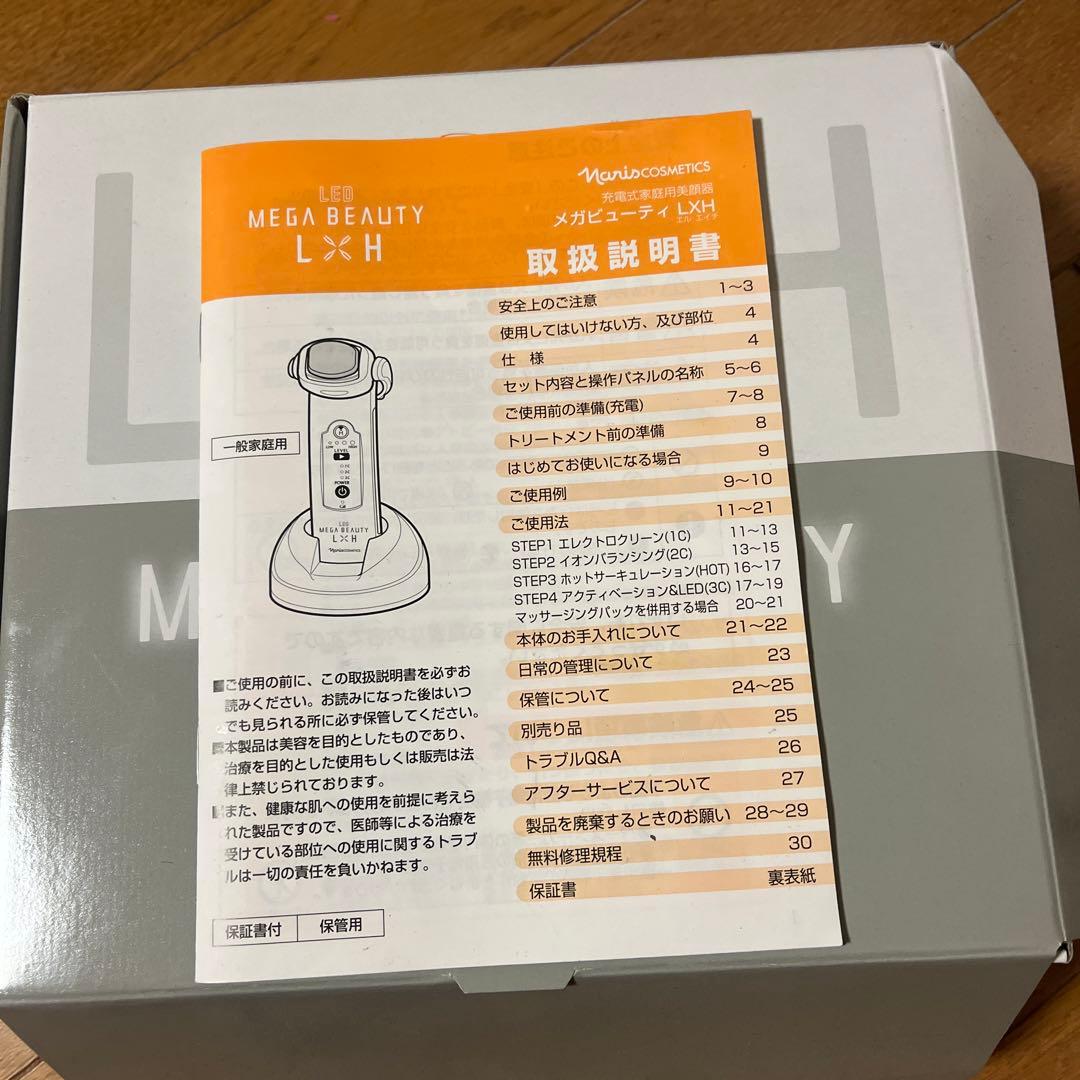 LED
MEGA BEAUTY
L×H
naris COSMETICS
充電式家庭用美顔器
メガビューティ LXH
エル エイチ
取扱説明書
安全上のご注意 1〜3
使用してはいけない方、及び部位 4
仕 様 4
セット内容と操作パネルの名称 5〜6
ご使用前の準備(充電) 7〜8
トリートメント前の準備 8
はじめてお使いになる場合 9
ご使用例 9〜10
ご使用法 11〜21
STEP1 エレクトロクリーン(1C) 11〜13
STEP2 イオンバランシング(2C) 13〜15
STEP3 ホットサーキュレーション(HOT) 16〜17
STEP4 アクティベーション&LED(3C) 17〜19
マッサージングパックを併用する場合 20〜21
本体のお手入れについて 21〜22
日常の管理について 23
保管について 24〜25
別売り品 25
トラブルQ&A 26
アフターサービスについて 27
製品を廃棄するときのお願い 28〜29
無料修理規程 30
保証書 裏表紙
一般家庭用
M
LOW HIGH
LEVEL
POWER
LED
MEGA BEAUTY
L×H
naris COSMETICS
■ご使用の前に、この取扱説明書を必ずお
読みください。お読みになった後はいつ
でも見られる所に必ず保管してください。
■本製品は美容を目的としたものであり、
治療を目的とした使用もしくは販売は法
律上禁じられております。
■また、健康な肌への使用を前提に考えら
れた製品ですので、医師等による治療を
受けている部位への使用に関するトラブ
ルは一切の責任を負いかねます。
保証書付 保管用
L H
M Y